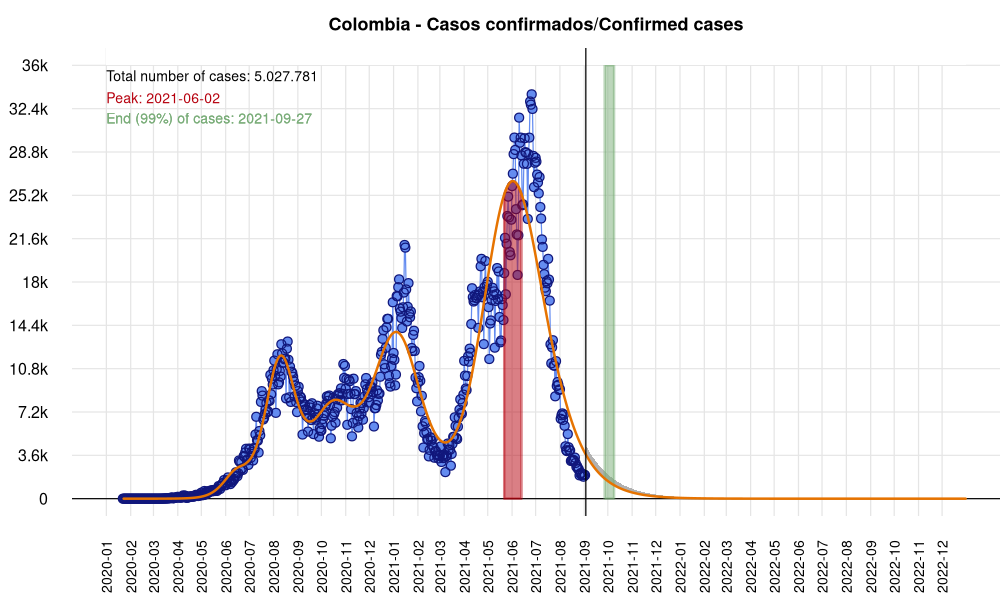 Colombia - Casos confirmados/Confirmed cases
36k
Total number of cases: 5.027.781
Peak: 2021-06-02
32.4k
End (99%) of cases: 2021-09-27
28.8k
25.2k
21.6k
18k
14.4k
10.8k
7.2k
3.6k
0
2020-01
2020-02
2020-03
2020-04
2020-05
2020-06
2020-07
2020-08
2020-09
2020-10
2020-11
2020-12
2021-01
2021-02
2021-03
2021-04
2021-05
2021-06
2021-07
2021-08
2021-09
2021-10
2021-11
2021-12
2022-01
2022-02
2022-03
2022-04
2022-05
2022-06
2022-07
2022-08
2022-09
2022-10
2022-11
2022-12